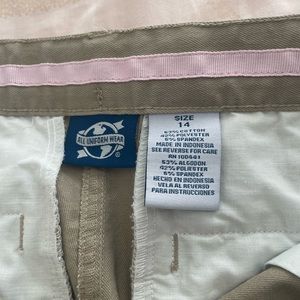 ALL UNIFORM WEAR
®
SIZE
14
53% COTTON
42% POLYESTER
5% SPANDEX
MADE IN INDONESIA
SEE REVERSE FOR CARE
RN 100441
53% ALGODON
42% POLIESTER
5% SPANDEX
HECHO EN INDONESIA
VEA AL REVERSO
PARA INSTRUCCIONES